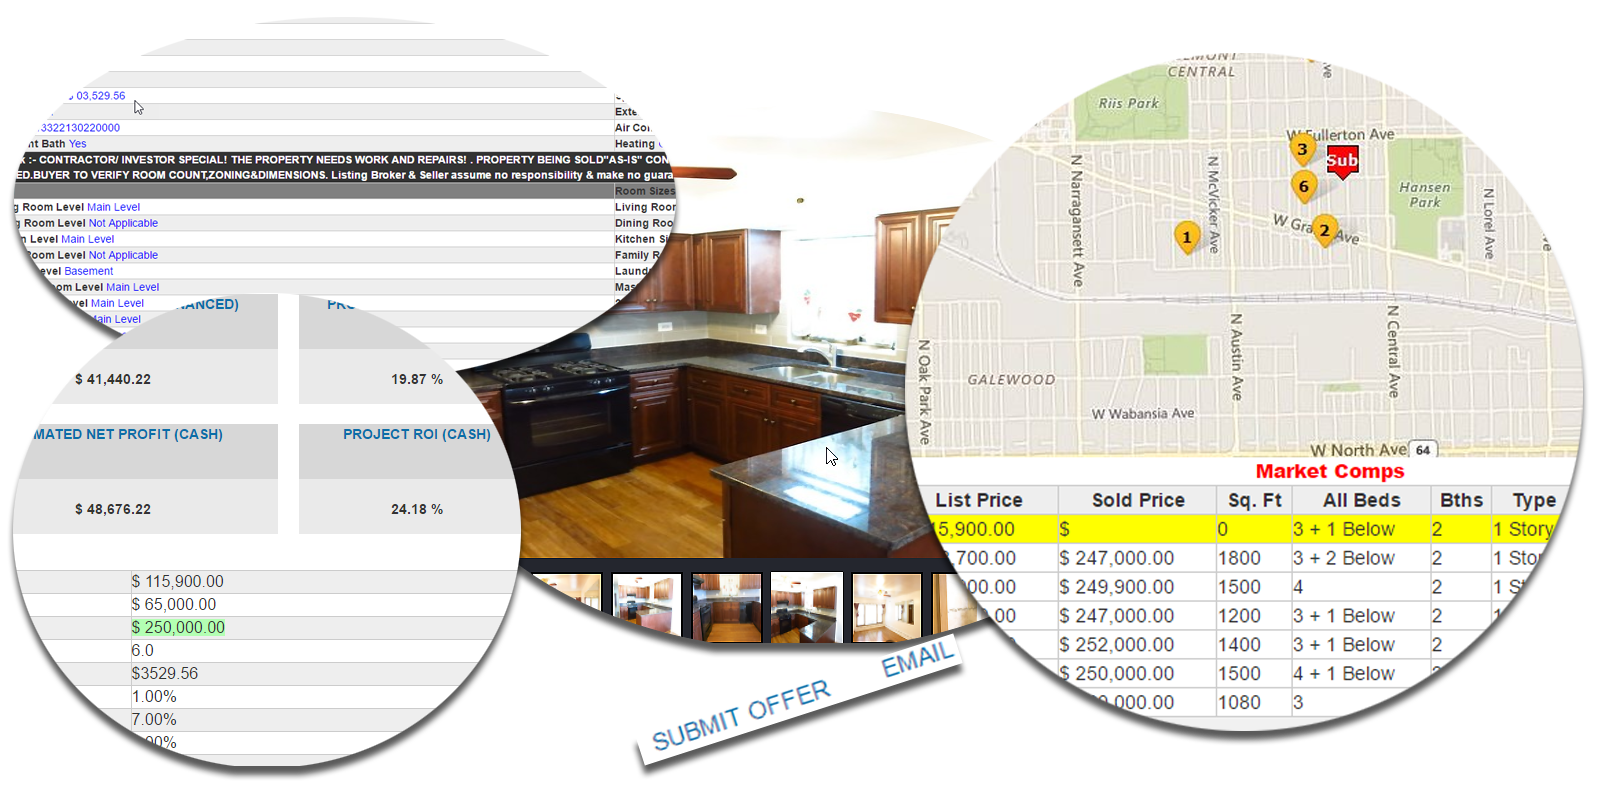 03,529.56
3322130220000
nt Bath Yes
:- CONTRACTOR/ INVESTOR SPECIAL! THE PROPERTY NEEDS WORK AND REPAIRS! . PROPERTY BEING SOLD"AS-IS" CON
ED.BUYER TO VERIFY ROOM COUNT,ZONING&DIMENSIONS. Listing Broker & Seller assume no responsibility & make no guara
Exte
Air Co
Heating
Room Sizes
g Room Level Main Level
g Room Level Not Applicable
n Level Main Level
Room Level Not Applicable
evel Basement
oom Level Main Level
vel Main Level
ain Level
Living Roor
Dining Roo
Kitchen Si
Family R
Laund
Mas
NANCED)
PRO
$ 41,440.22
19.87 %
MATED NET PROFIT (CASH)
PROJECT ROI (CASH)
$ 48,676.22
24.18 %
$ 115,900.00
$ 65,000.00
$ 250,000.00
6.0
$3529.56
1.00%
7.00%
00%
SUBMIT OFFER
EMAIL
MONT
CENTRAL
Ave
Riis Park
W Fullerton Ave
3
Sub
6
Hansen
Park
N Narragansett Ave
N McVicker Ave
N Lorel Ave
W Gra Ave
1
2
N Oak Park Ave
N Austin Ave
N Central Ave
GALEWOOD
W Wabansia Ave
W North Ave 64
Market Comps
List Price Sold Price Sq. Ft All Beds Bths Type
15,900.00 $ 0 3 + 1 Below 2 1 Story
,700.00 $ 247,000.00 1800 3 + 2 Below 2 1 Stor
00.00 $ 249,900.00 1500 4 2 1 St
00 $ 247,000.00 1200 3 + 1 Below 2 1
$ 252,000.00 1400 3 + 1 Below 2
$ 250,000.00 1500 4 + 1 Below
0,000.00 1080 3